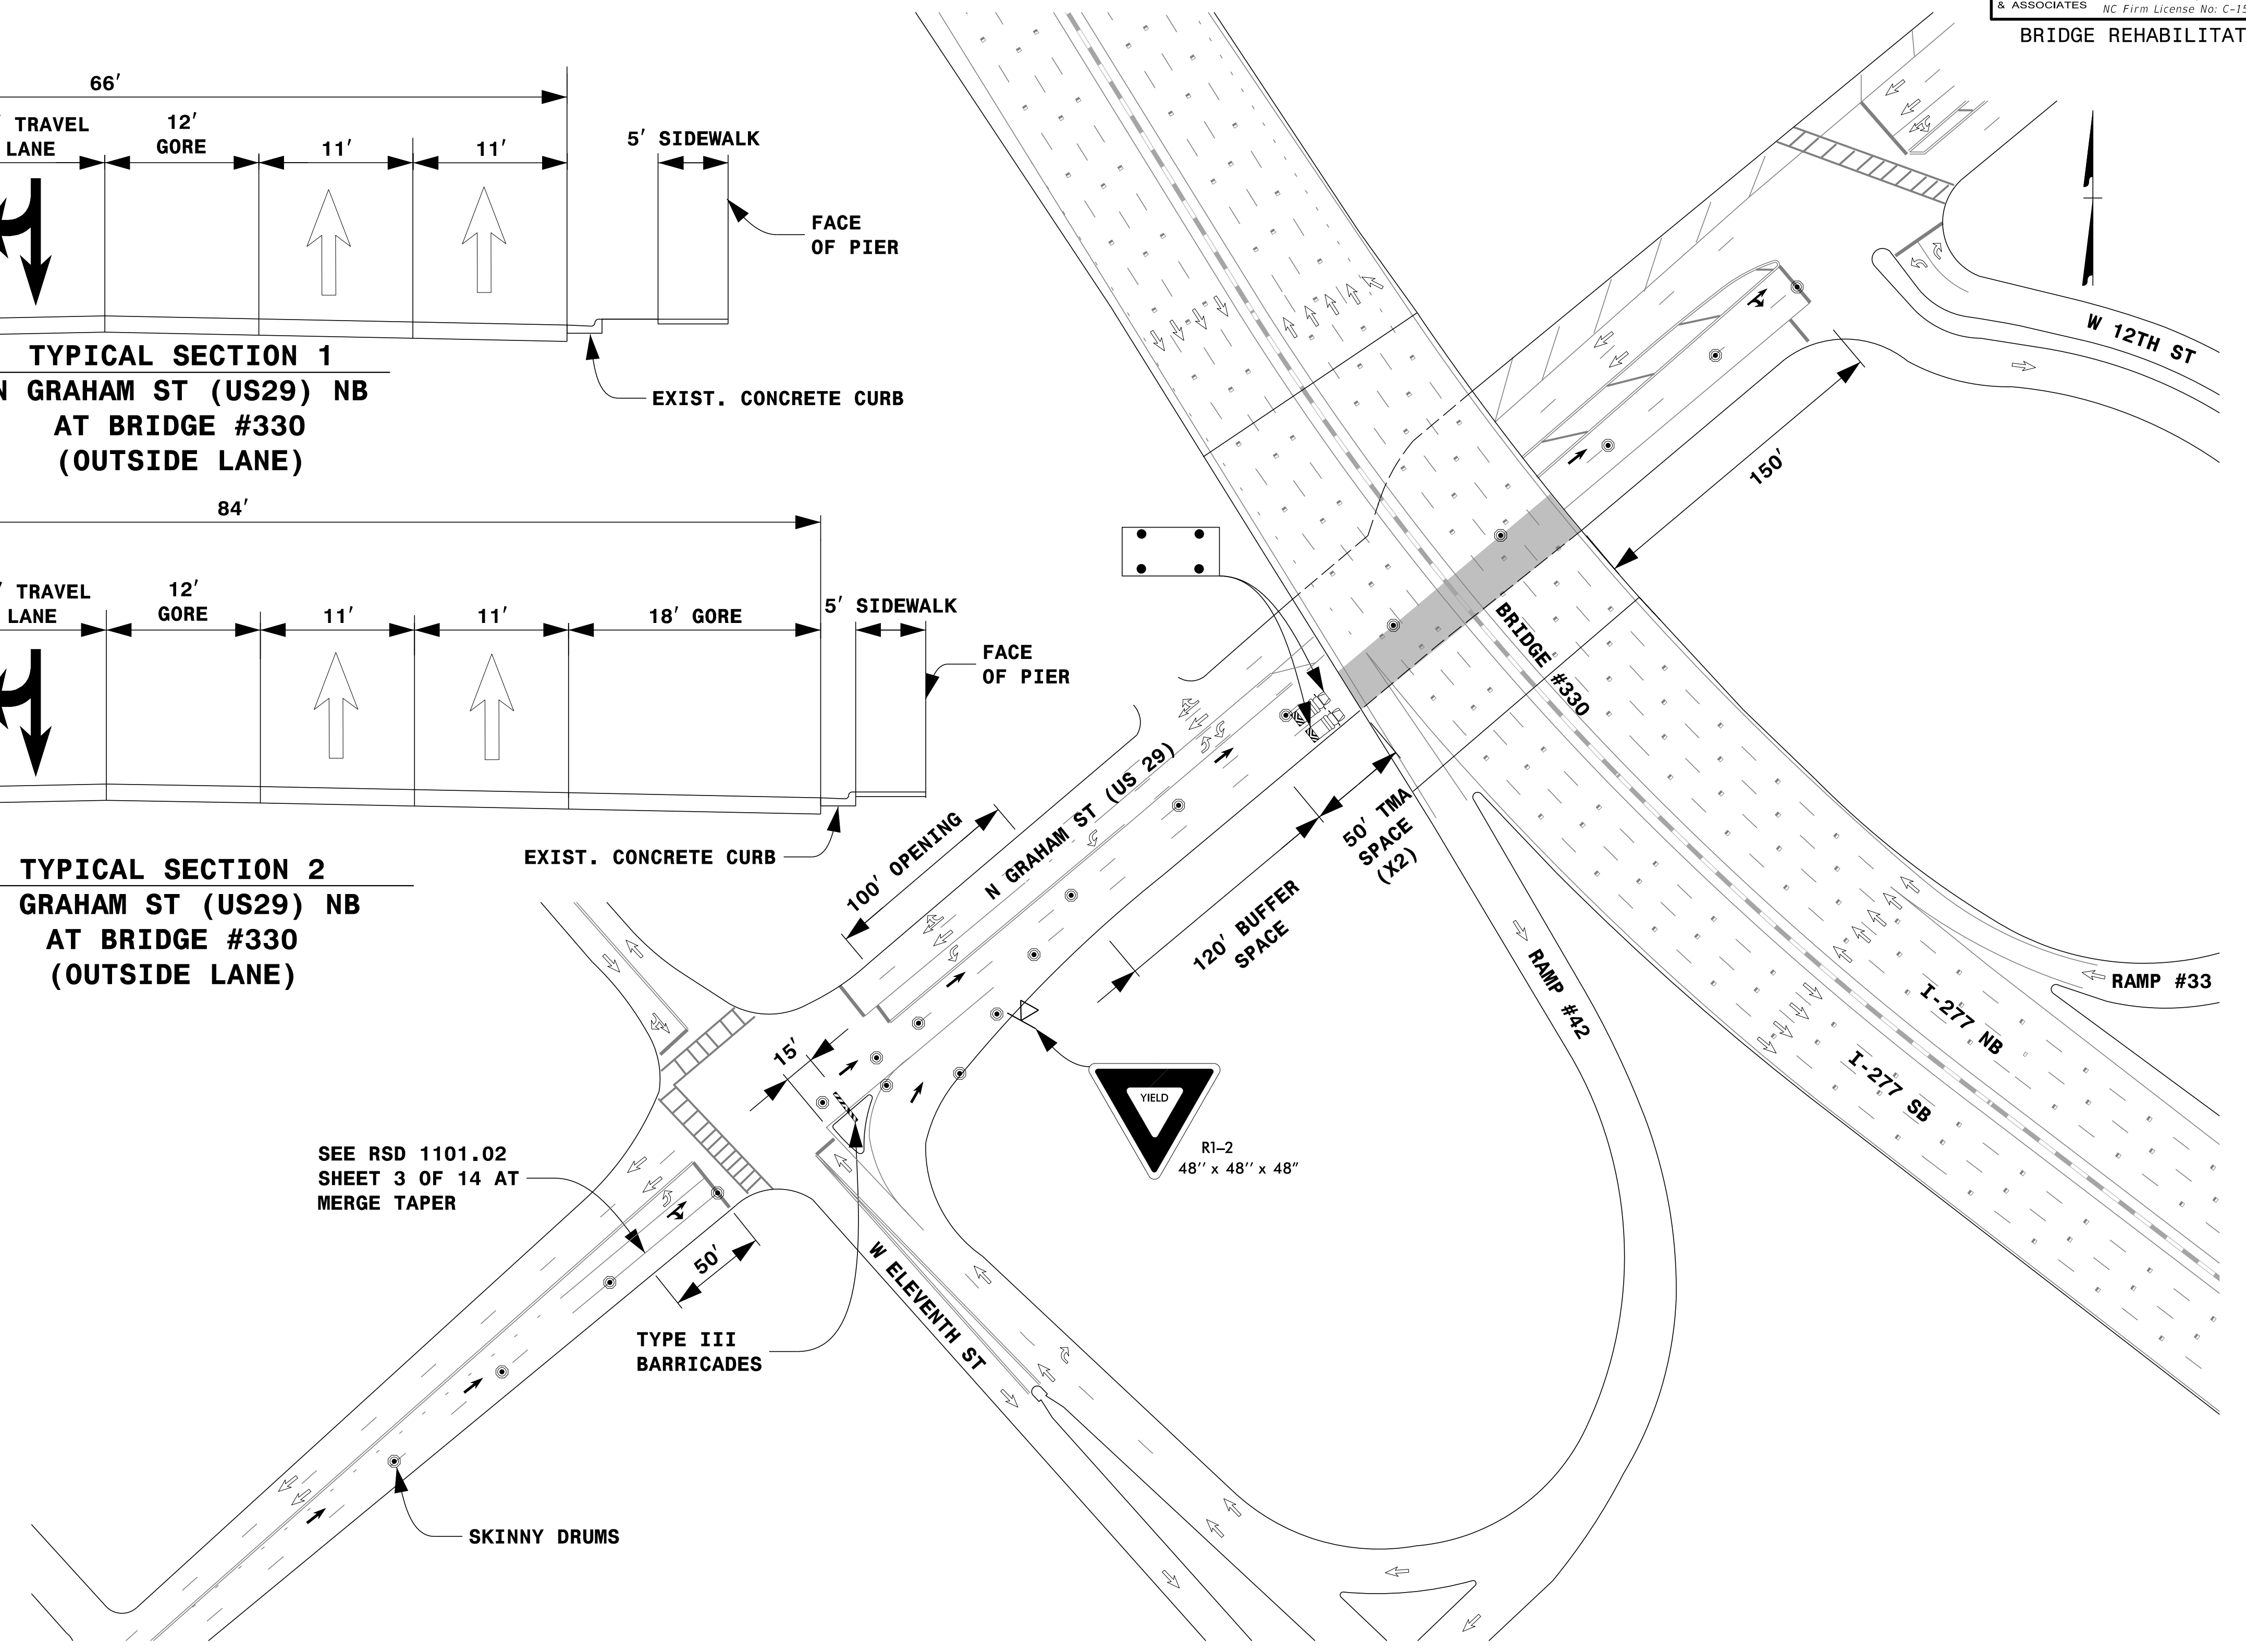 & ASSOCIATES
NC Firm License No: C-15
BRIDGE REHABILITAT
66'
TRAVEL
LANE
12'
GORE
11'
11'
5' SIDEWALK
FACE
OF PIER
EXIST. CONCRETE CURB
TYPICAL SECTION 1
N GRAHAM ST (US29) NB
AT BRIDGE #330
(OUTSIDE LANE)
84'
' TRAVEL
LANE
12'
GORE
11'
11'
18' GORE
5' SIDEWALK
FACE
OF PIER
EXIST. CONCRETE CURB
TYPICAL SECTION 2
GRAHAM ST (US29) NB
AT BRIDGE #330
(OUTSIDE LANE)
W 12TH ST
150'
BRIDGE #330
N GRAHAM ST (US 29)
100' OPENING
50' TMA
SPACE
(X2)
120' BUFFER
SPACE
RAMP #42
RAMP #33
I-277 NB
I-277 SB
15'
YIELD
R1-2
48'' x 48'' x 48"
SEE RSD 1101.02
SHEET 3 OF 14 AT
MERGE TAPER
50'
W ELEVENTH ST
TYPE III
BARRICADES
SKINNY DRUMS